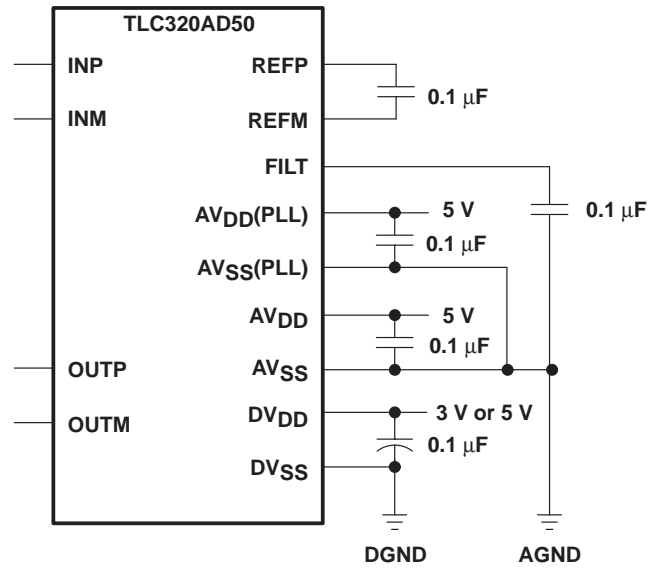 TLC320AD50
INP
REFP
0.1 μF
INM
REFM
FILT
0.1 μF
AVDD(PLL)
5 V
0.1 μF
AVSS(PLL)
AVDD
5 V
0.1 μF
OUTP
AVSS
OUTM
DVDD
3 V or 5 V
0.1 μF
DVSS
DGND
AGND